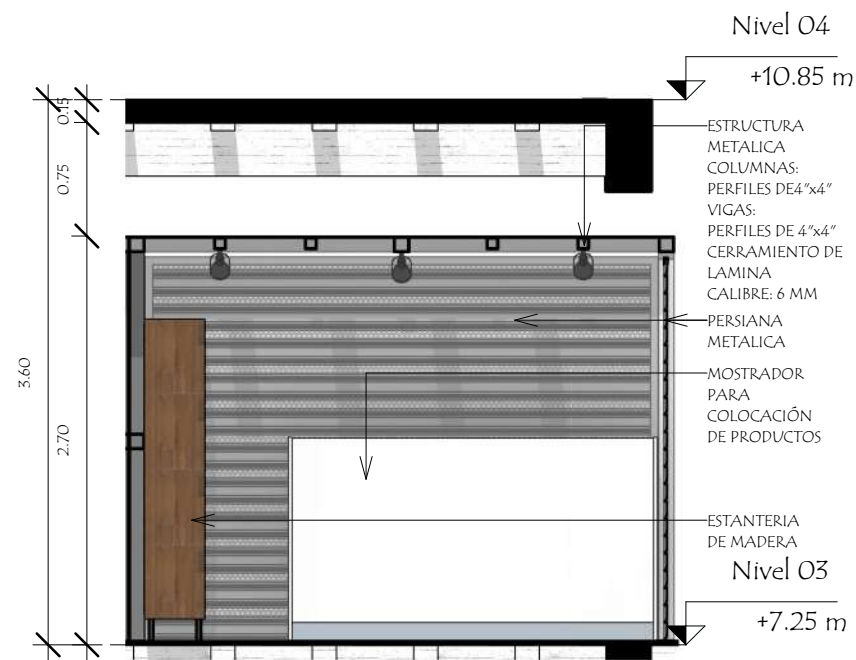 Nivel 04
+10.85 m
0.15
0.75
3.60
2.70
ESTRUCTURA
METALICA
COLUMNAS:
PERFILES DE4"x4"
VIGAS:
PERFILES DE 4"x4"
CERRAMIENTO DE
LAMINA
CALIBRE: 6 MM
PERSIANA
METALICA
MOSTRADOR
PARA
COLOCACIÓN
DE PRODUCTOS
ESTANTERIA
DE MADERA
Nivel 03
+7.25 m